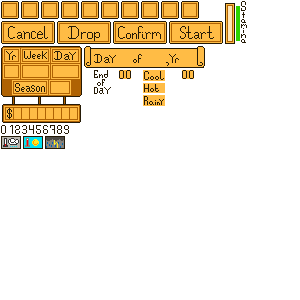 Cancel Drop Confirm Start
Yr Week Day
Season
Day of ,Yr
End of Day
00
Cool
00
Hot
Rainy
$
0123456789